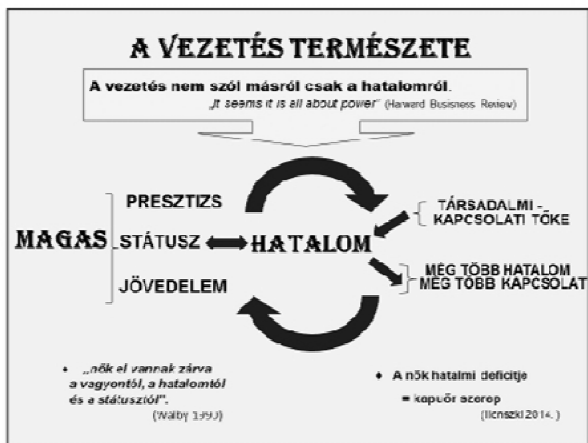 A VEZETÉS TERMÉSZETE
A vezetés nem szól másról csak a hatalomról.
„It seems it is all about power” (Harward Busisness Review)
PRESZTIZS
MAGAS STÁTUSZ HATALOM
JÖVEDELEM
TÁRSADALMI -
KAPCSOLATI TŐKE
MÉG TÖBB HATALOM
MÉG TÖBB KAPCSOLAT
• „nők el vannak zárva
a vagyontól, a hatalomtól
és a státusztól”.
(Walby 1990)
♦ A nők hatalmi deficitje
= kapuőr szerep
2014. )